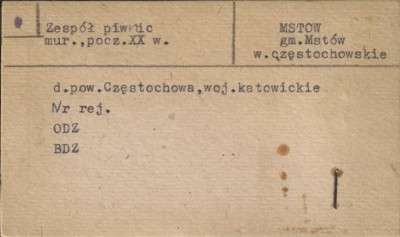 Zespół piwnic
mur.,pocz.XX w.
MSTOW
gm.Mstów
w.częstochowskie
d.pow.Częstochowa,woj.katowickie
Nr rej.
ODZ
BDZ